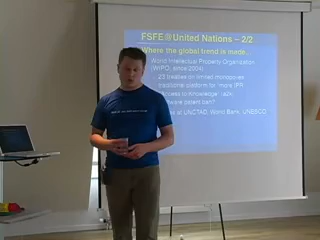 FSFE@United Nations – 2/2
Where the global trend is made...
World Intellectual Property Organization
(WIPO, since 2004)
23 treaties on limited monopolies
traditional platform for "more IPR"
Access to Knowledge (a2k)
software patent ban?
at UNCTAD, World Bank, UNESCO